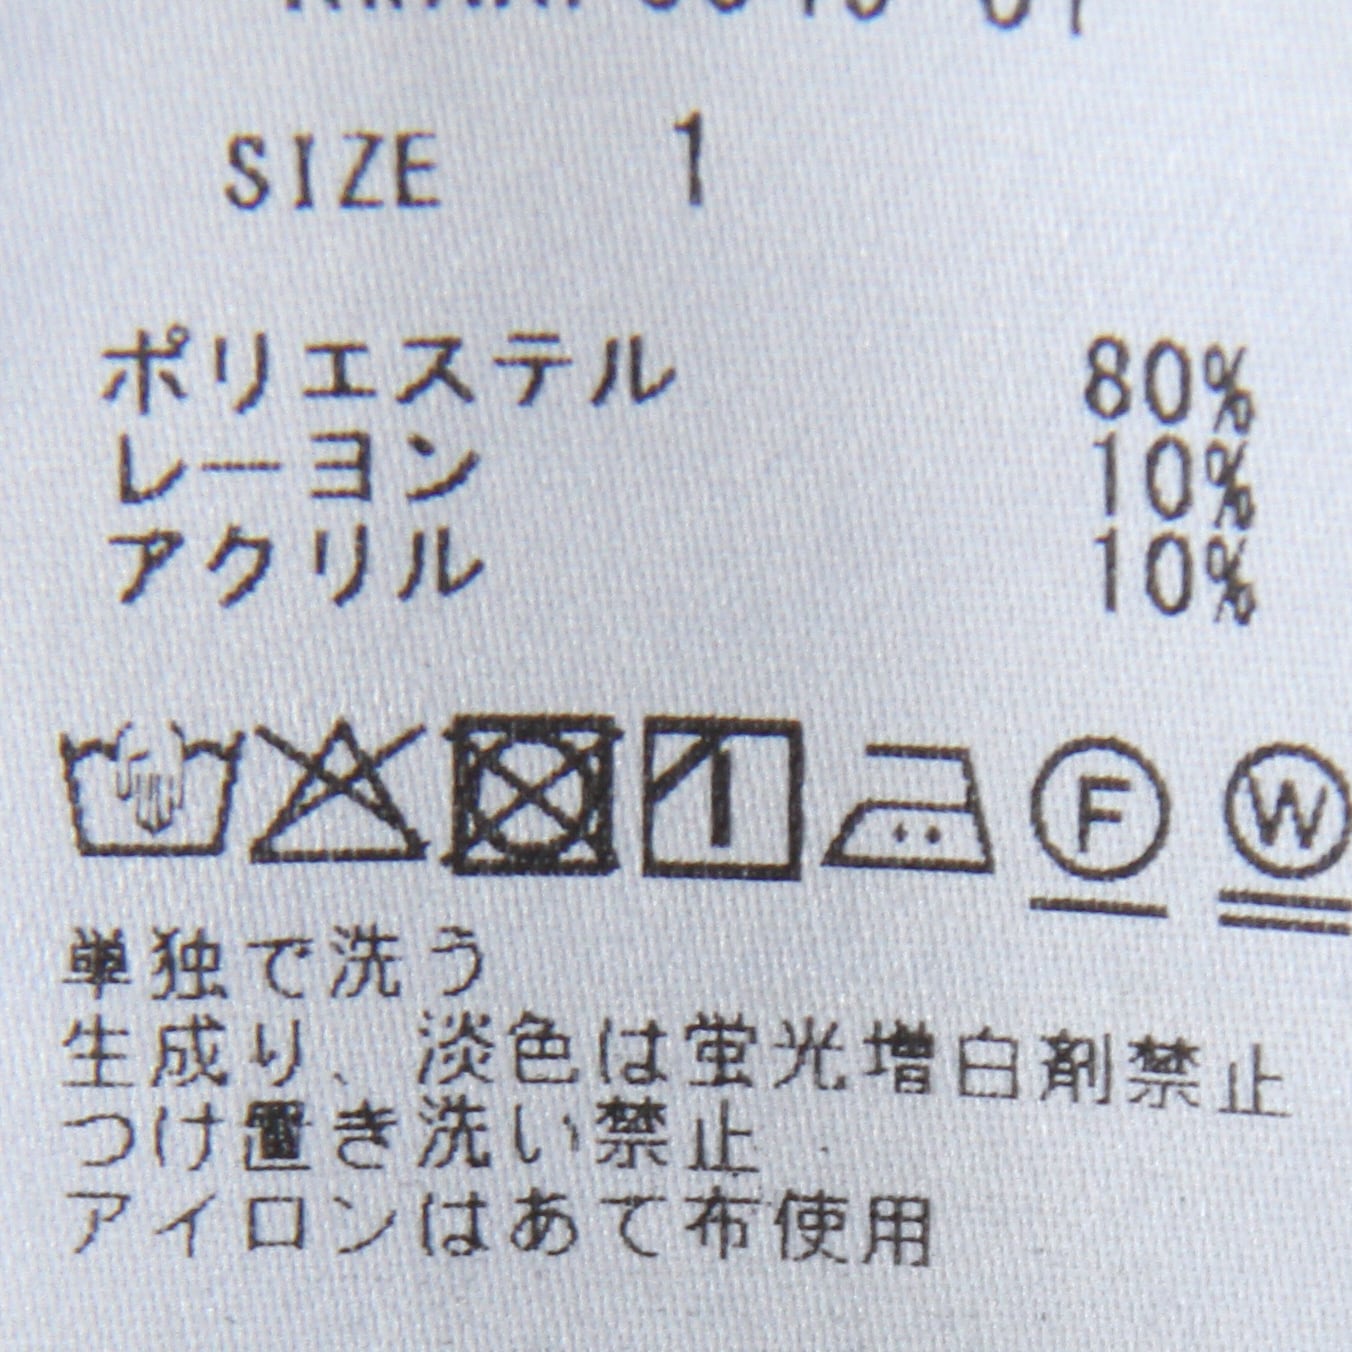 SIZE 1
ポリエステル 80%
レーヨン 10%
アクリル 10%
F W
単独で洗う
生成り、淡色は蛍光増白剤禁止
つけ置き洗い禁止
アイロンはあて布使用